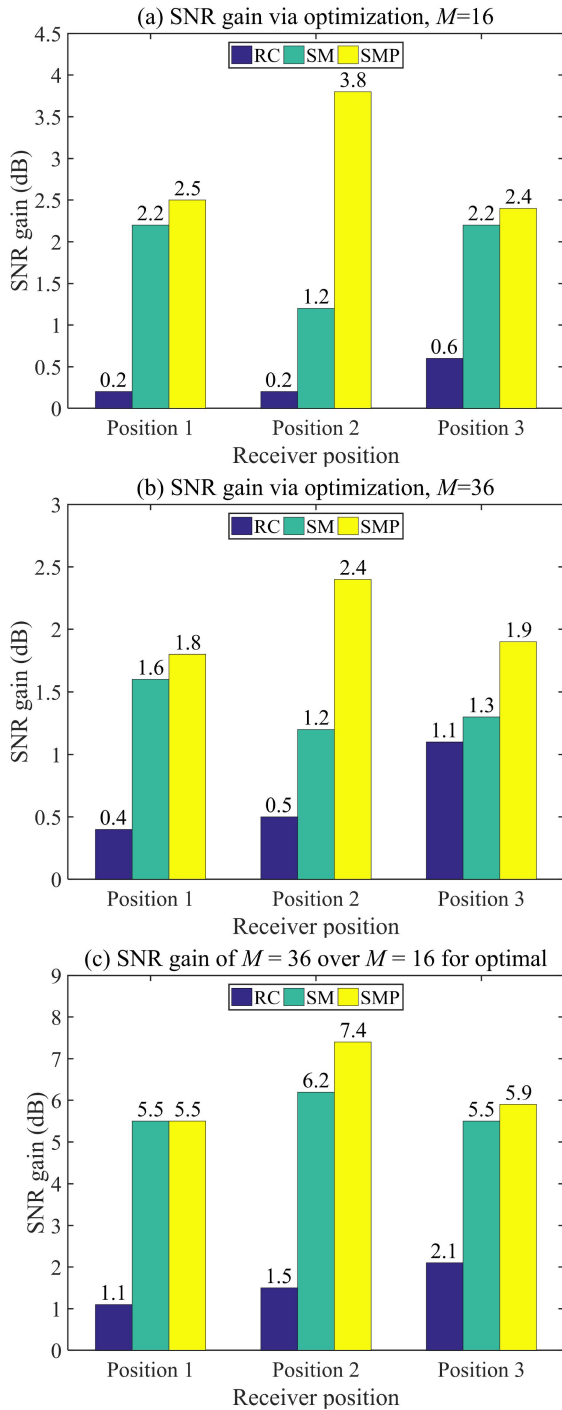 (a) SNR gain via optimization, M=16
4.5
4
3.5
3
2.5
2
1.5
1
0.5
0
SNR gain (dB)
RC SM SMP
0.2 2.2 2.5
0.2 1.2 3.8
0.6 2.2 2.4
Position 1 Position 2 Position 3
Receiver position
(b) SNR gain via optimization, M=36
3
2.5
2
1.5
1
0.5
0
SNR gain (dB)
RC SM SMP
0.4 1.6 1.8
0.5 1.2 2.4
1.1 1.3 1.9
Position 1 Position 2 Position 3
Receiver position
(c) SNR gain of M = 36 over M = 16 for optimal
9
8
7
6
5
4
3
2
1
0
SNR gain (dB)
RC SM SMP
1.1 5.5 5.5
1.5 6.2 7.4
2.1 5.5 5.9
Position 1 Position 2 Position 3
Receiver position